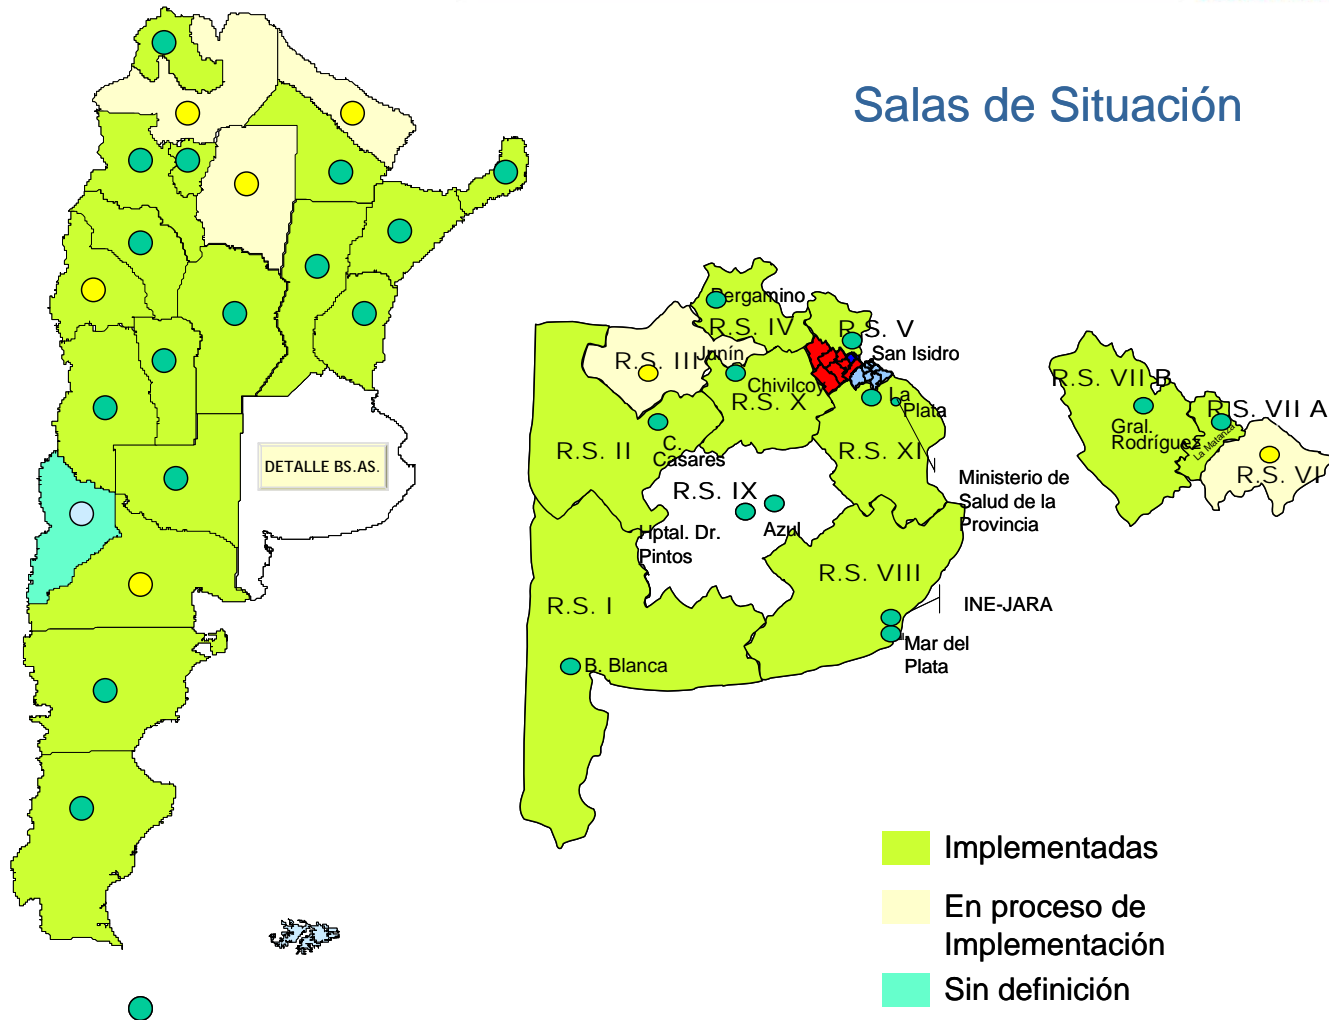 Salas de Situación
DETALLE BS.AS.
Pergamino
R.S. IV
R.S. V
San Isidro
R.S. III
Junín
Chivilcoy
R.S. X
La
Plata
R.S. II
C.
Casares
R.S. XI
R.S. IX
Ministerio de
Salud de la
Provincia
Hptal. Dr.
Pintos
Azul
R.S. VIII
R.S. I
INE-JARA
Mar del
Plata
B. Blanca
R.S. VII B
R.S. VII A
Gral.
Rodríguez
La Matanza
R.S. VI
Implementadas
En proceso de
Implementación
Sin definición